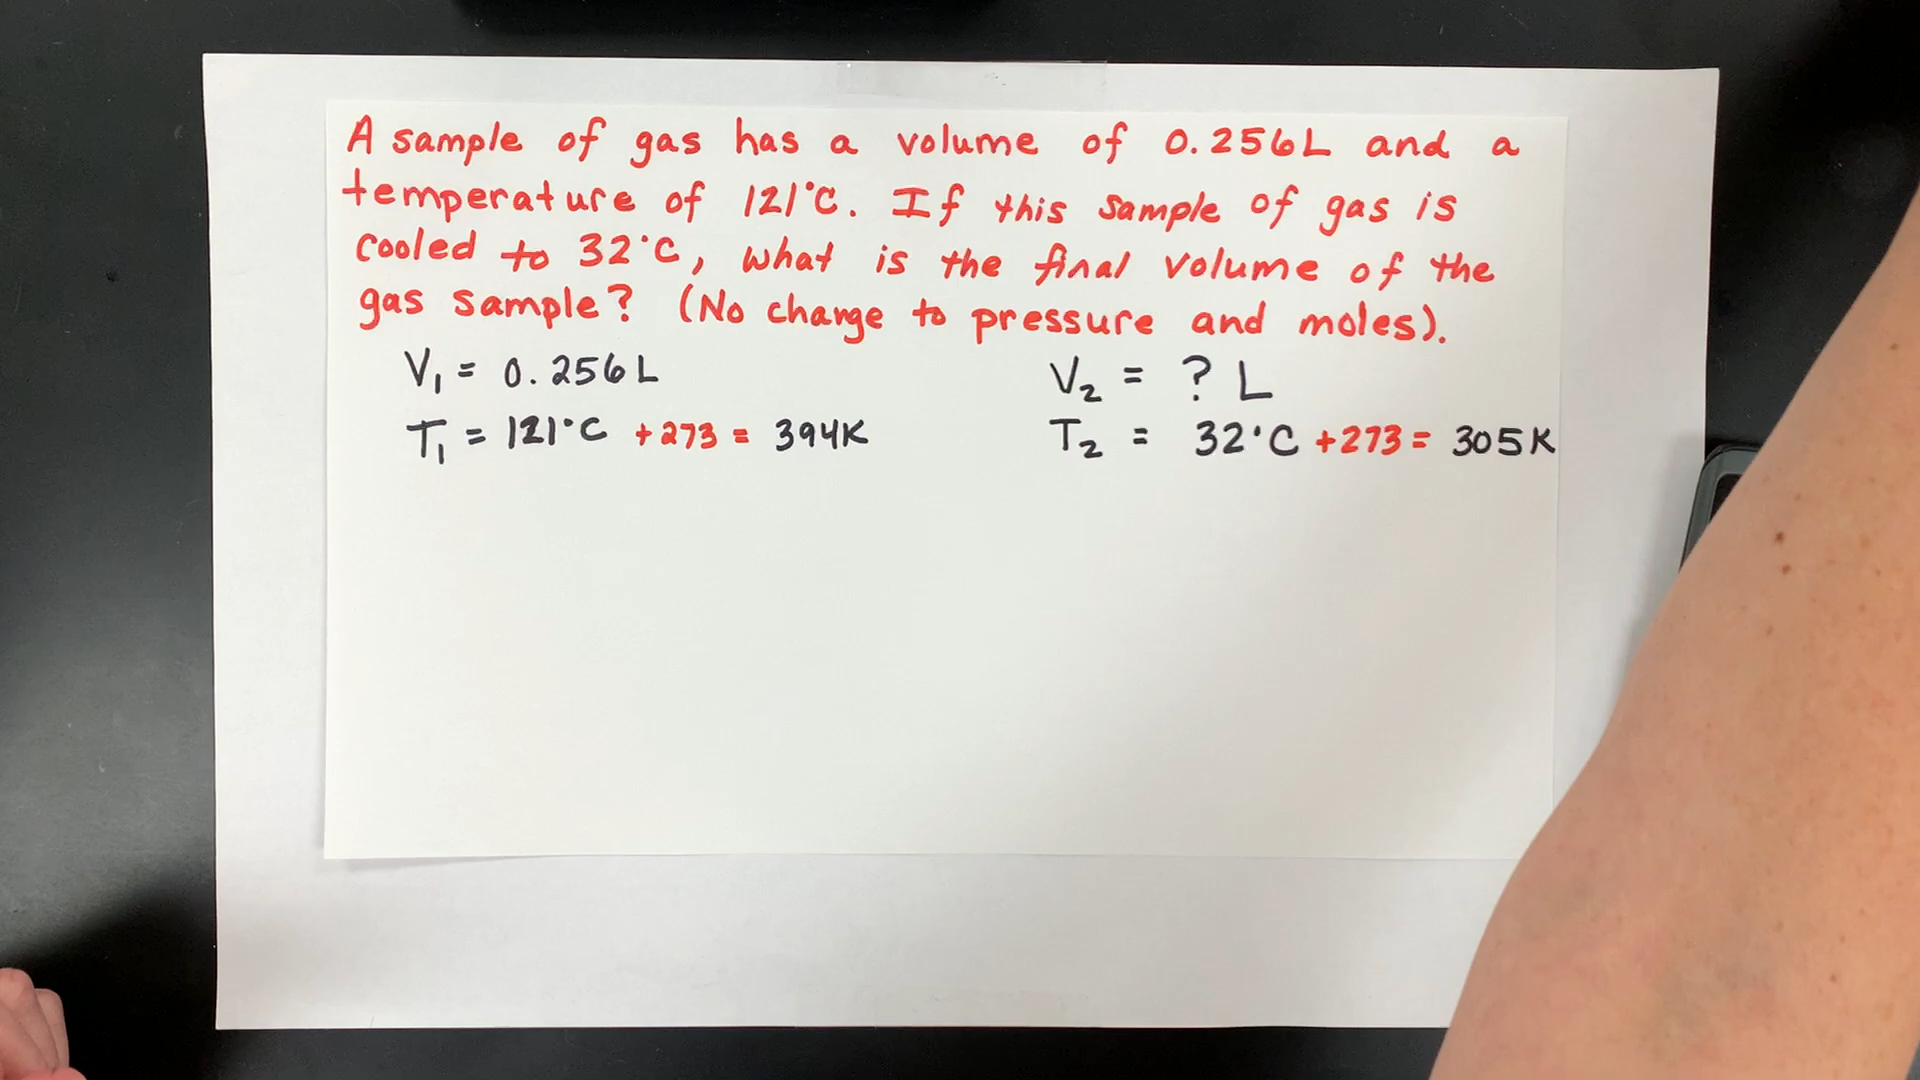 A sample of gas has a volume of 0.256L and a
temperature of 121°C. If this sample of gas is
cooled to 32°C, what is the final volume of the
gas sample? (No change to pressure and moles).
V₁ = 0.256L V₂ = ? L
T₁ = 121°C +273 = 394K T₂ = 32°C +273 = 305K